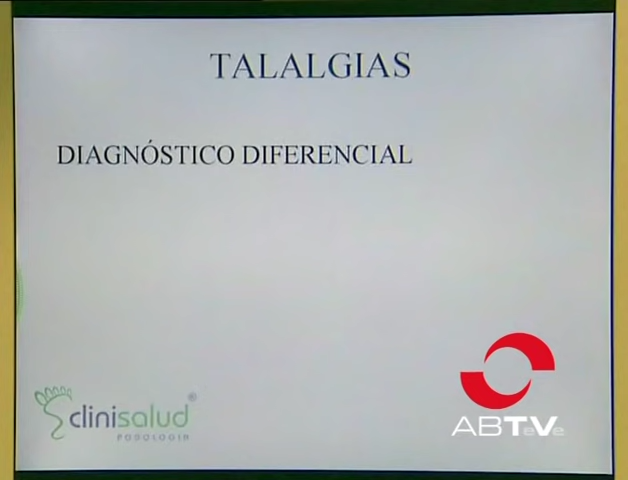 TALALGIAS
DIAGNÓSTICO DIFERENCIAL
clinisalud®
PODOLOGIA
ABTeVe